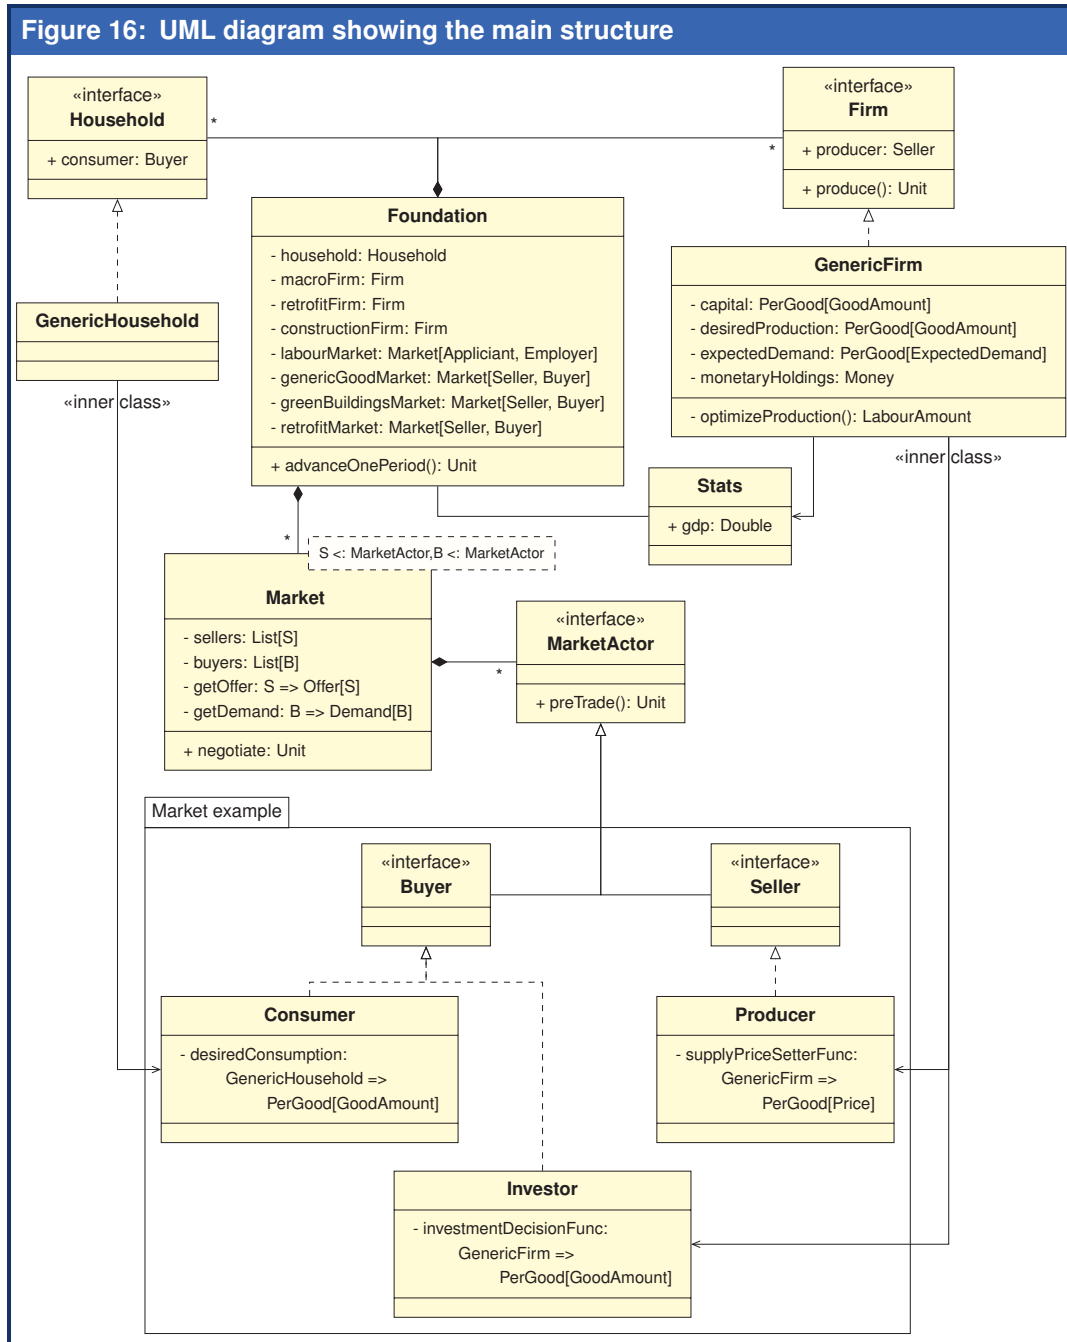 Figure 16: UML diagram showing the main structure
«interface»
Household
+ consumer: Buyer
*
*
«interface»
Firm
+ producer: Seller
+ produce(): Unit
Foundation
- household: Household
- macroFirm: Firm
- retrofitFirm: Firm
- constructionFirm: Firm
- labourMarket: Market[Appliciant, Employer]
- genericGoodMarket: Market[Seller, Buyer]
- greenBuildingsMarket: Market[Seller, Buyer]
- retrofitMarket: Market[Seller, Buyer]
+ advanceOnePeriod(): Unit
GenericFirm
- capital: PerGood[GoodAmount]
- desiredProduction: PerGood[GoodAmount]
- expectedDemand: PerGood[ExpectedDemand]
- monetaryHoldings: Money
- optimizeProduction(): LabourAmount
GenericHousehold
«inner class»
«inner class»
Stats
+ gdp: Double
*
S <: MarketActor,B <: MarketActor
Market
- sellers: List[S]
- buyers: List[B]
- getOffer: S => Offer[S]
- getDemand: B => Demand[B]
+ negotiate: Unit
*
«interface»
MarketActor
+ preTrade(): Unit
Market example
«interface»
Buyer
«interface»
Seller
Consumer
- desiredConsumption:
GenericHousehold =>
PerGood[GoodAmount]
Producer
- supplyPriceSetterFunc:
GenericFirm =>
PerGood[Price]
Investor
- investmentDecisionFunc:
GenericFirm =>
PerGood[GoodAmount]